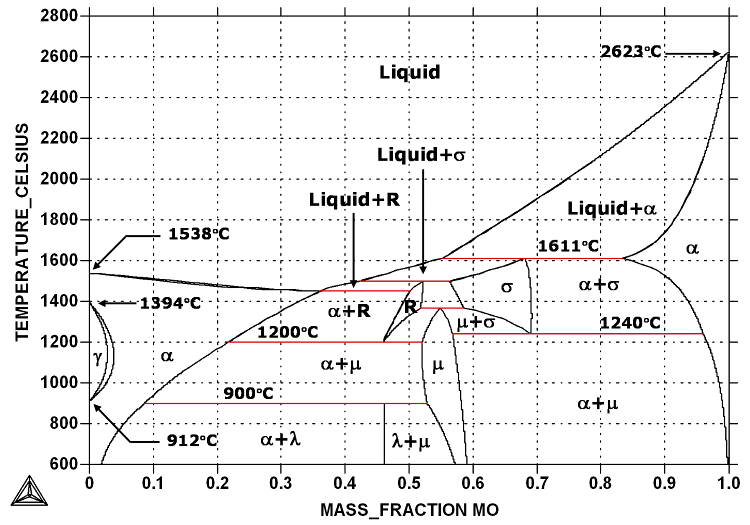 2800
2600
2400
2200
2000
1800
1600
1400
1200
1000
800
600
TEMPERATURE_CELSIUS
2623°C
Liquid
Liquid+σ
Liquid+R
Liquid+α
1538°C
1611°C
α
1394°C
α+R
R
σ
α+σ
1200°C
μ+σ
1240°C
γ
α
α+μ
μ
900°C
α+μ
912°C
α+λ
λ+μ
0 0.1 0.2 0.3 0.4 0.5 0.6 0.7 0.8 0.9 1.0
MASS_FRACTION MO